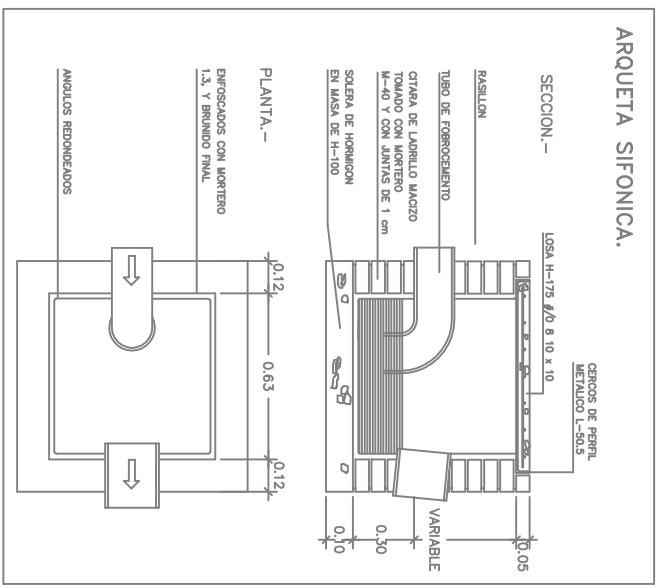 ARQUETA SIFONICA.
SECCION.-
LOSA H-175 #/0 8 10 x 10
CERCOS DE PERFIL
METALICO L-50.5
RASILLON
TUBO DE FOBROCEMENTO
CITARA DE LADRILLO MACIZO
TOMADO CON MORTERO
M-40 Y CON JUNTAS DE 1 cm
SOLERA DE HORMIGON
EN MASA DE H-100
0.05
VARIABLE
0.30
0.10
PLANTA.-
ENFOSCADOS CON MORTERO
1.3, Y BRUNIDO FINAL
ANGULOS REDONDEADOS
0.12
0.63
0.12